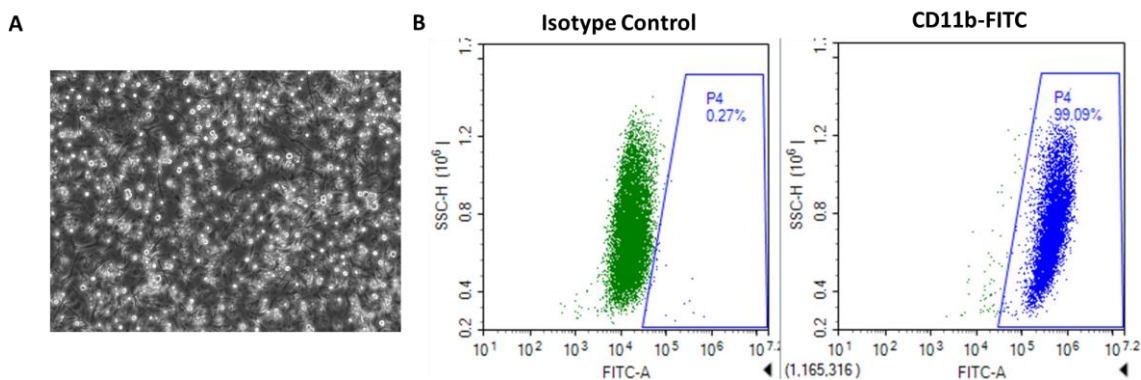 A
B
Isotype Control
CD11b-FITC
P4
0.27%
SSC-H (10⁶
0.2
0.4
0.8
1.2
10¹
10²
10³
10⁴
10⁵
10⁶
10⁷·²
FITC-A
P4
99.09%
SSC-H (10⁶
0.2
0.4
0.8
1.2
10¹
10²
10³
10⁴
10⁵
10⁶
10⁷·²
(1,165,316)
FITC-A